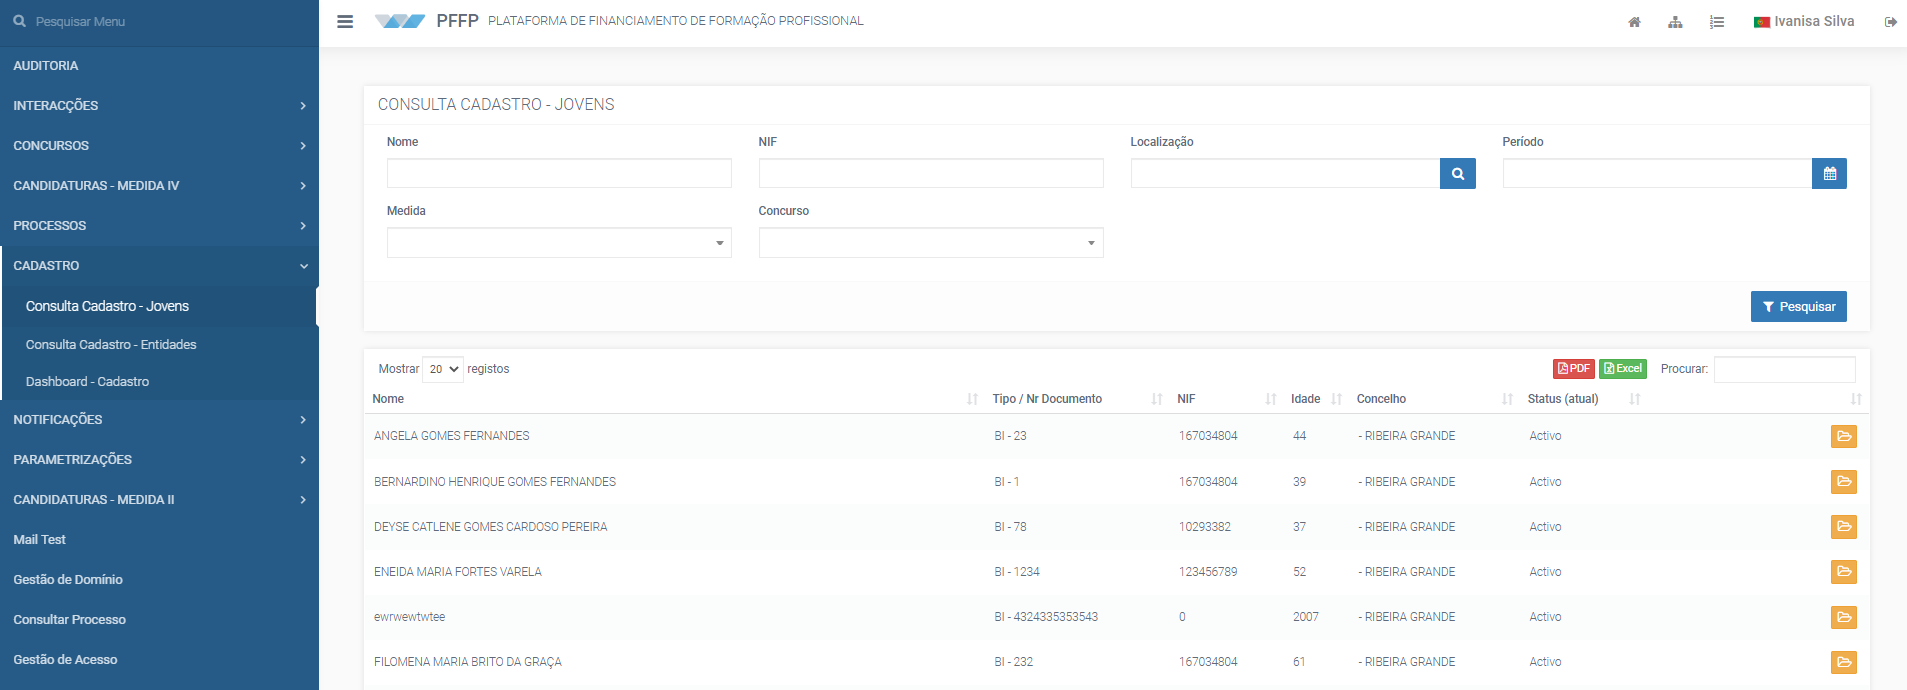 Pesquisar Menu
PFFP PLATAFORMA DE FINANCIAMENTO DE FORMAÇÃO PROFISSIONAL
Ivanisa Silva
AUDITORIA
INTERACÇÕES
CONCURSOS
CANDIDATURAS - MEDIDA IV
PROCESSOS
CADASTRO
Consulta Cadastro - Jovens
Consulta Cadastro - Entidades
Dashboard - Cadastro
NOTIFICAÇÕES
PARAMETRIZAÇÕES
CANDIDATURAS - MEDIDA II
Mail Test
Gestão de Domínio
Consultar Processo
Gestão de Acesso
CONSULTA CADASTRO - JOVENS
Nome NIF Localização Período
Medida Concurso
Pesquisar
Mostrar 20 registos PDF Excel Procurar:
Nome Tipo / Nr Documento NIF Idade Concelho Status (atual)
ANGELA GOMES FERNANDES BI - 23 167034804 44 - RIBEIRA GRANDE Activo
BERNARDINO HENRIQUE GOMES FERNANDES BI - 1 167034804 39 - RIBEIRA GRANDE Activo
DEYSE CATLENE GOMES CARDOSO PEREIRA BI - 78 10293382 37 - RIBEIRA GRANDE Activo
ENEIDA MARIA FORTES VARELA BI - 1234 123456789 52 - RIBEIRA GRANDE Activo
ewrwewtwtee BI - 4324335353543 0 2007 - RIBEIRA GRANDE Activo
FILOMENA MARIA BRITO DA GRAÇA BI - 232 167034804 61 - RIBEIRA GRANDE Activo